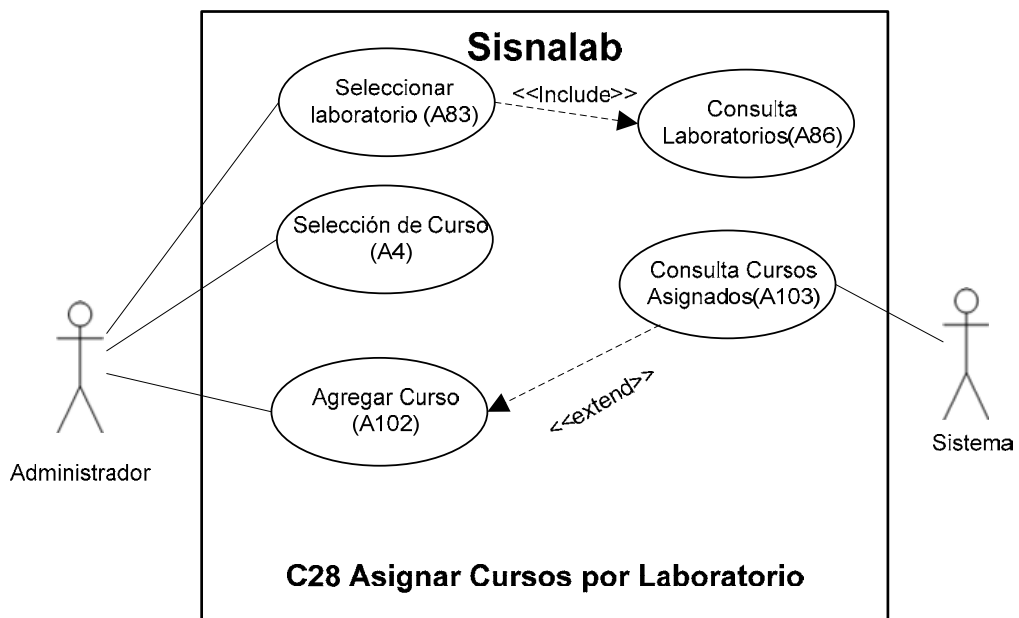 Sisnalab
Seleccionar
laboratorio (A83)
<<Include>>
Consulta
Laboratorios(A86)
Selección de Curso
(A4)
Consulta Cursos
Asignados(A103)
Agregar Curso
(A102)
<<extend>>
Administrador
Sistema
C28 Asignar Cursos por Laboratorio